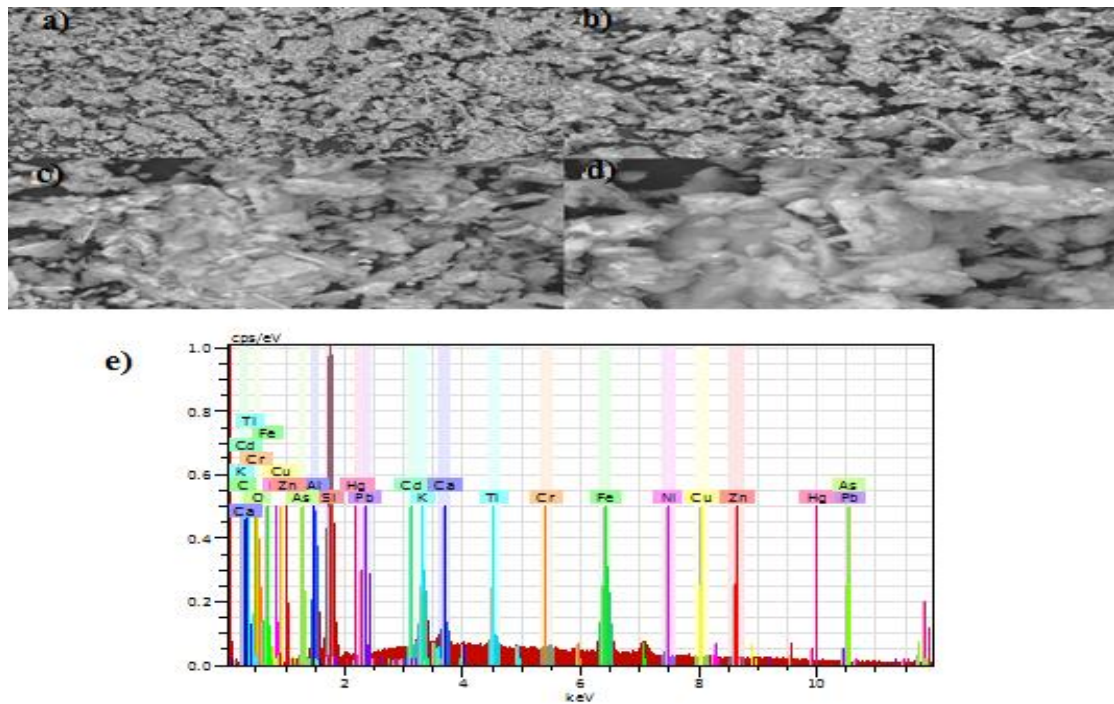 a) b)
c) d)
e)
cps/eV
1.0
0.8
Ti
Fe
Cd
Cr
K Cu
0.6
C Zn Al Hg Cd Ca As
O As Si Pb K Ti Cr Fe Ni Cu Zn Hg Pb
Ca
0.4
0.2
0.0
2 4 6 8 10
keV